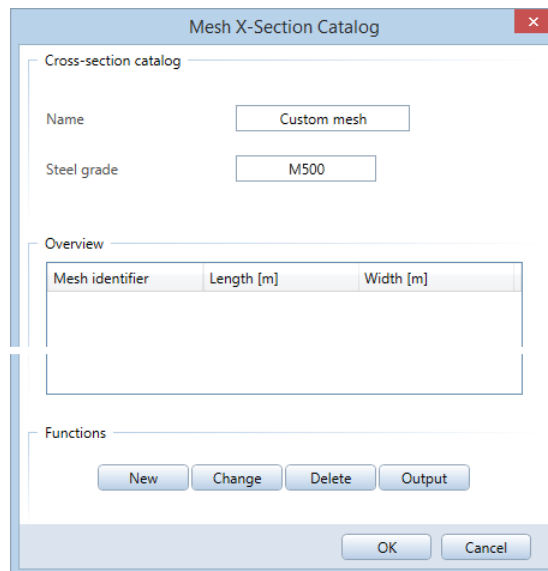 Mesh X-Section Catalog
Cross-section catalog
Name Custom mesh
Steel grade M500
Overview
Mesh identifier Length [m] Width [m]
Functions
New Change Delete Output
OK Cancel